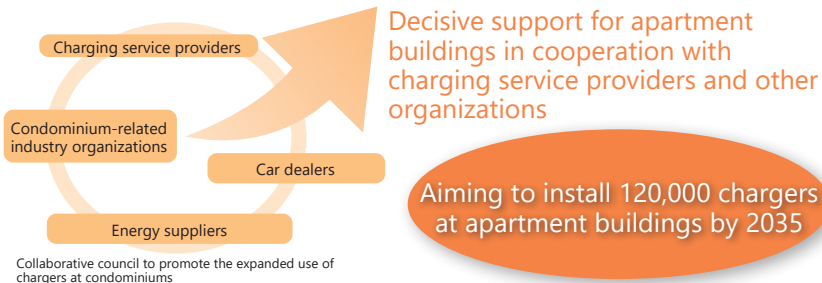 Charging service providers
Condominium-related
industry organizations
Car dealers
Energy suppliers
Collaborative council to promote the expanded use of
chargers at condominiums
Decisive support for apartment
buildings in cooperation with
charging service providers and other
organizations
Aiming to install 120,000 chargers
at apartment buildings by 2035